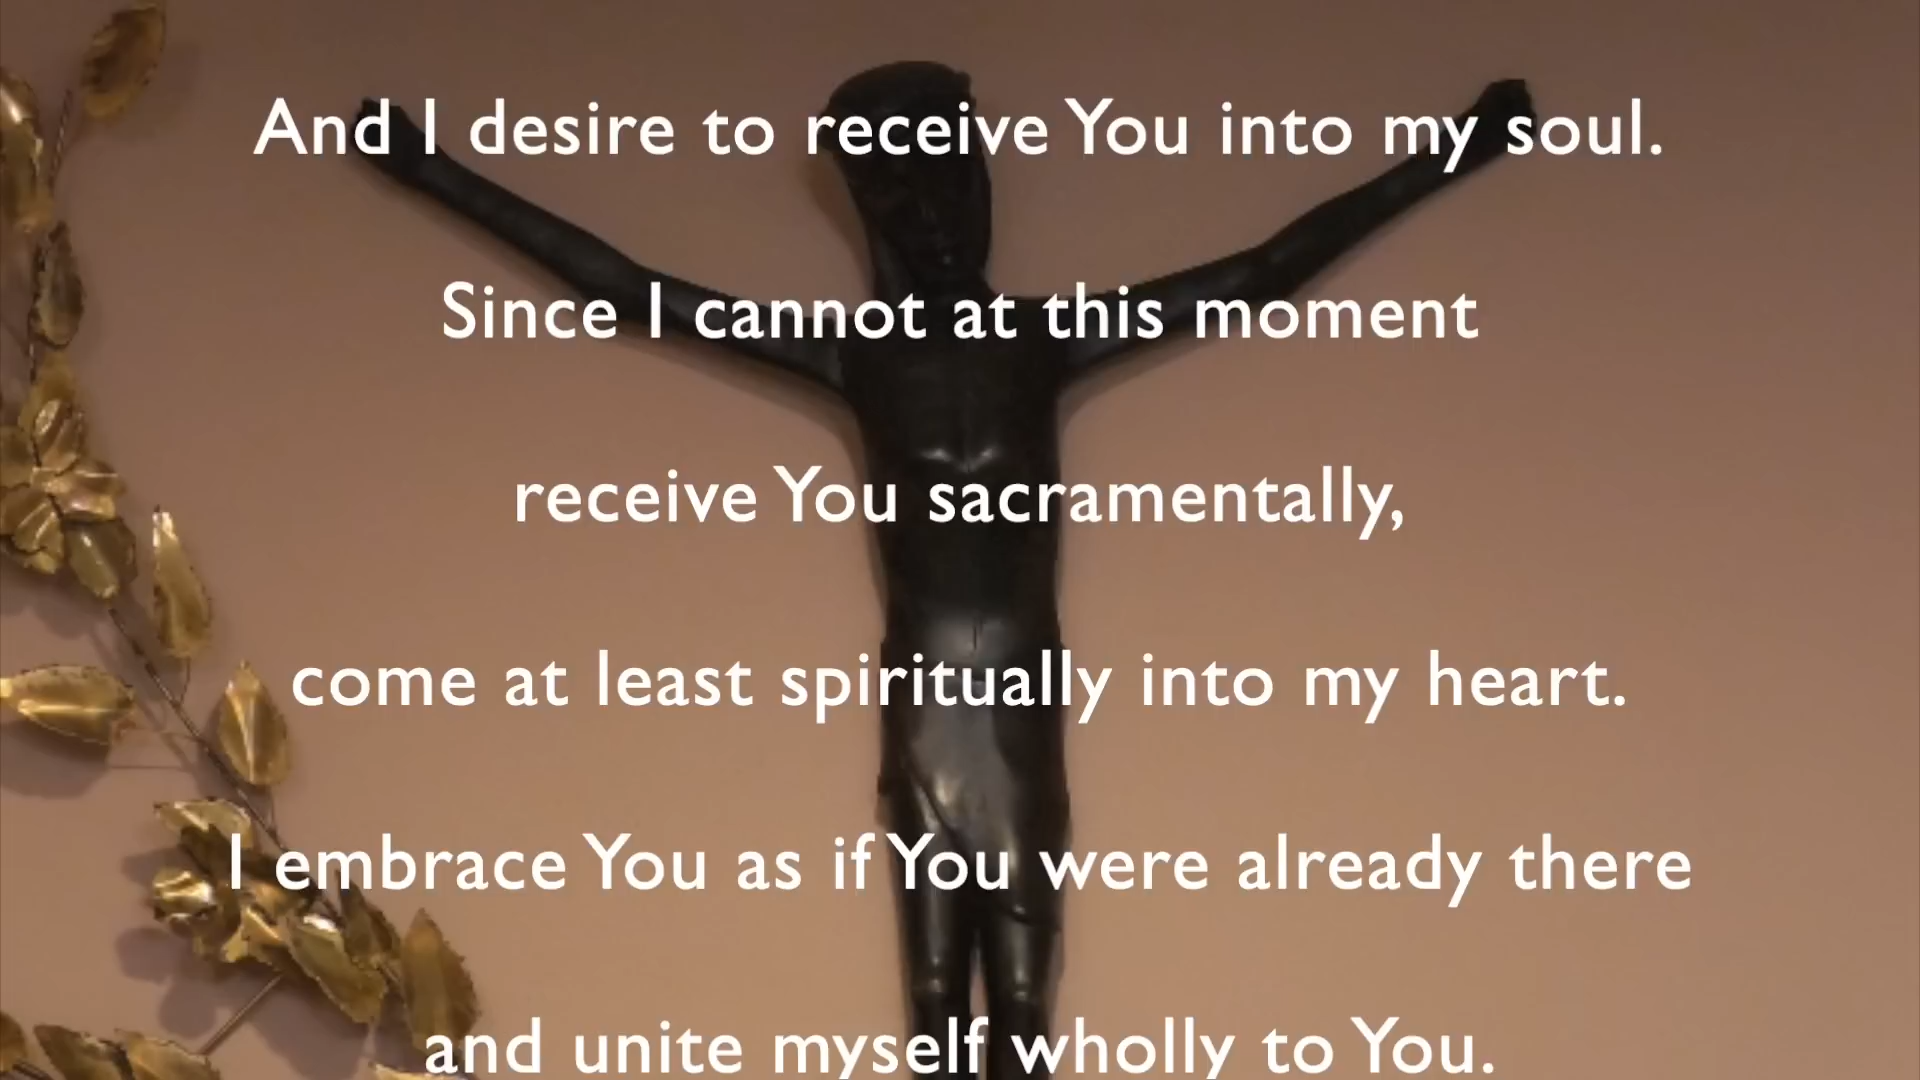 And I desire to receive You into my soul.
Since I cannot at this moment
receive You sacramentally,
come at least spiritually into my heart.
I embrace You as if You were already there
and unite myself wholly to You.